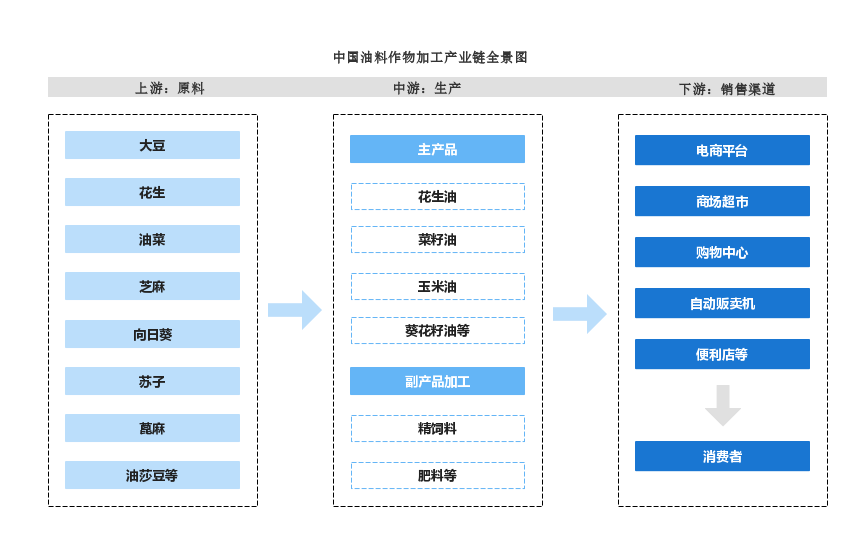 中国油料作物加工产业链全景图
上游：原料
中游：生产
下游：销售渠道
大豆
花生
油菜
芝麻
向日葵
苏子
蓖麻
油莎豆等
主产品
花生油
菜籽油
玉米油
葵花籽油等
副产品加工
精饲料
肥料等
电商平台
商场超市
购物中心
自动贩卖机
便利店等
消费者